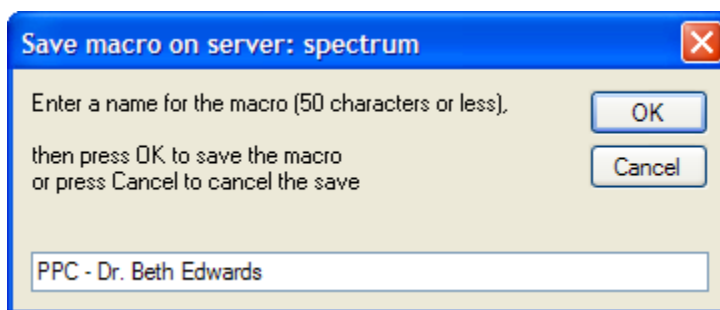 Save macro on server: spectrum
Enter a name for the macro (50 characters or less),
OK
then press OK to save the macro
or press Cancel to cancel the save
Cancel
PPC - Dr. Beth Edwards